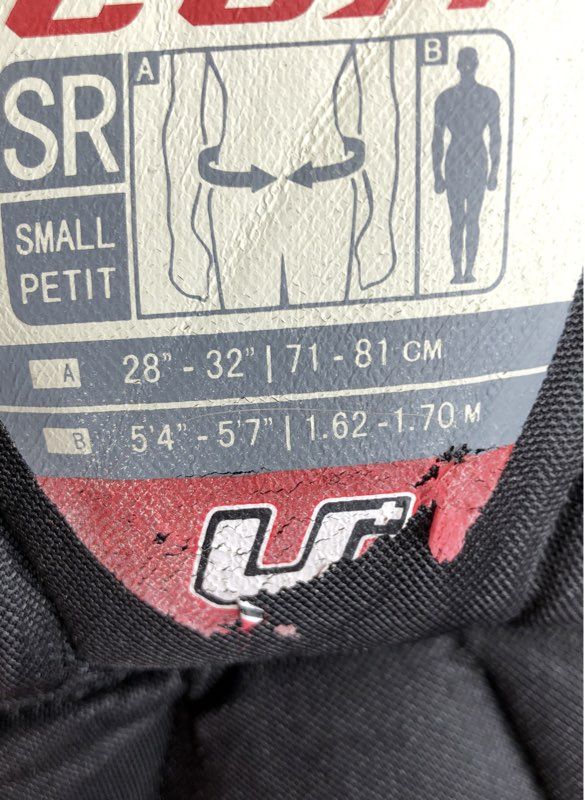 SR
A
B
SMALL
PETIT
A 28" - 32" | 71 - 81 CM
B 5'4" - 5'7" | 1.62 - 1.70 M